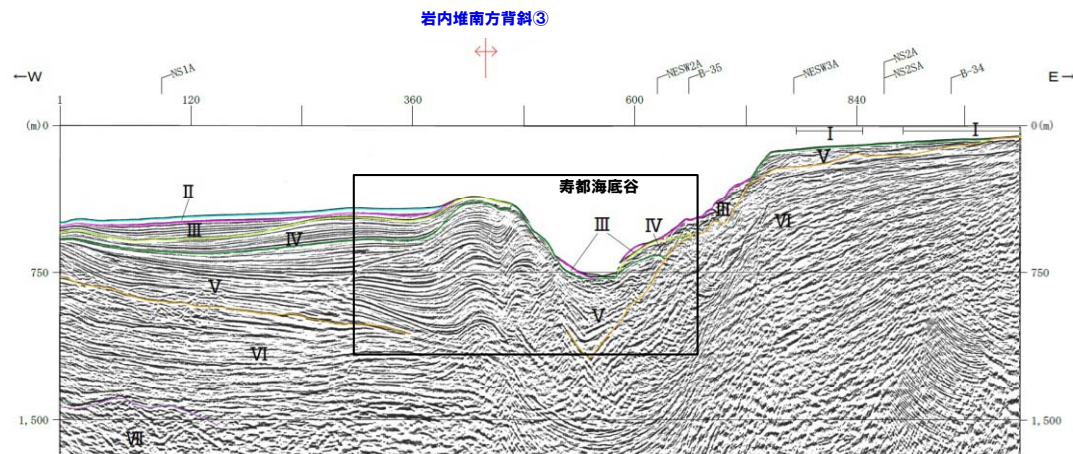 岩内堆南方背斜③
←W
NS1A
NESW2A
B-35
NESW3A
NS2A
NS2SA
B-34
E→
1
120
360
600
840
(m)0
0(m)
I
I
V
寿都海底谷
II
III
IV
III
IV
III
VI
750
750
V
V
VI
1,500
1,500
VII